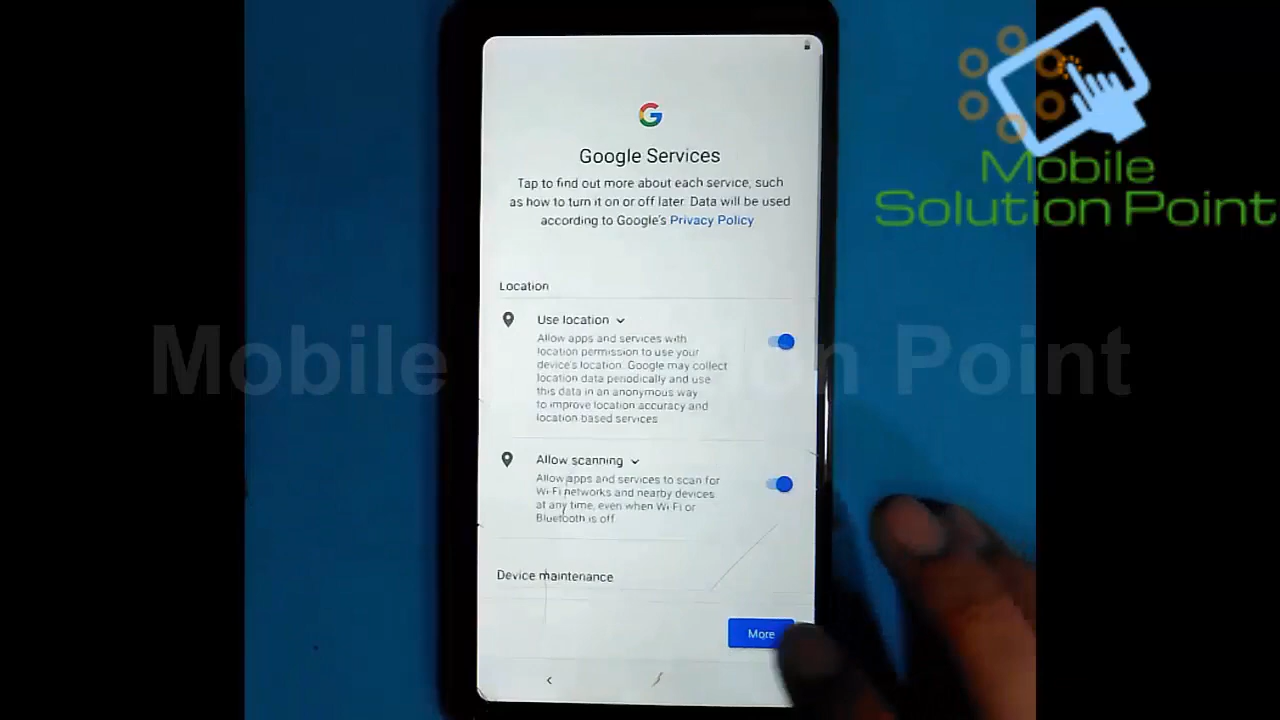 Google Services
Tap to find out more about each service, such
as how to turn it on or off later. Data will be used
according to Google's Privacy Policy
Location
Use location
Allow apps and services with
location permission to use your
device's location. Google may collect
location data periodically and use
this data in an anonymous way
to improve location accuracy and
location-based services.
Allow scanning
Allow apps and services to scan for
Wi-Fi networks and nearby devices
at any time, even when Wi-Fi or
Bluetooth is off.
Device maintenance
More
Mobile
Solution Point
Mobile Solution Point